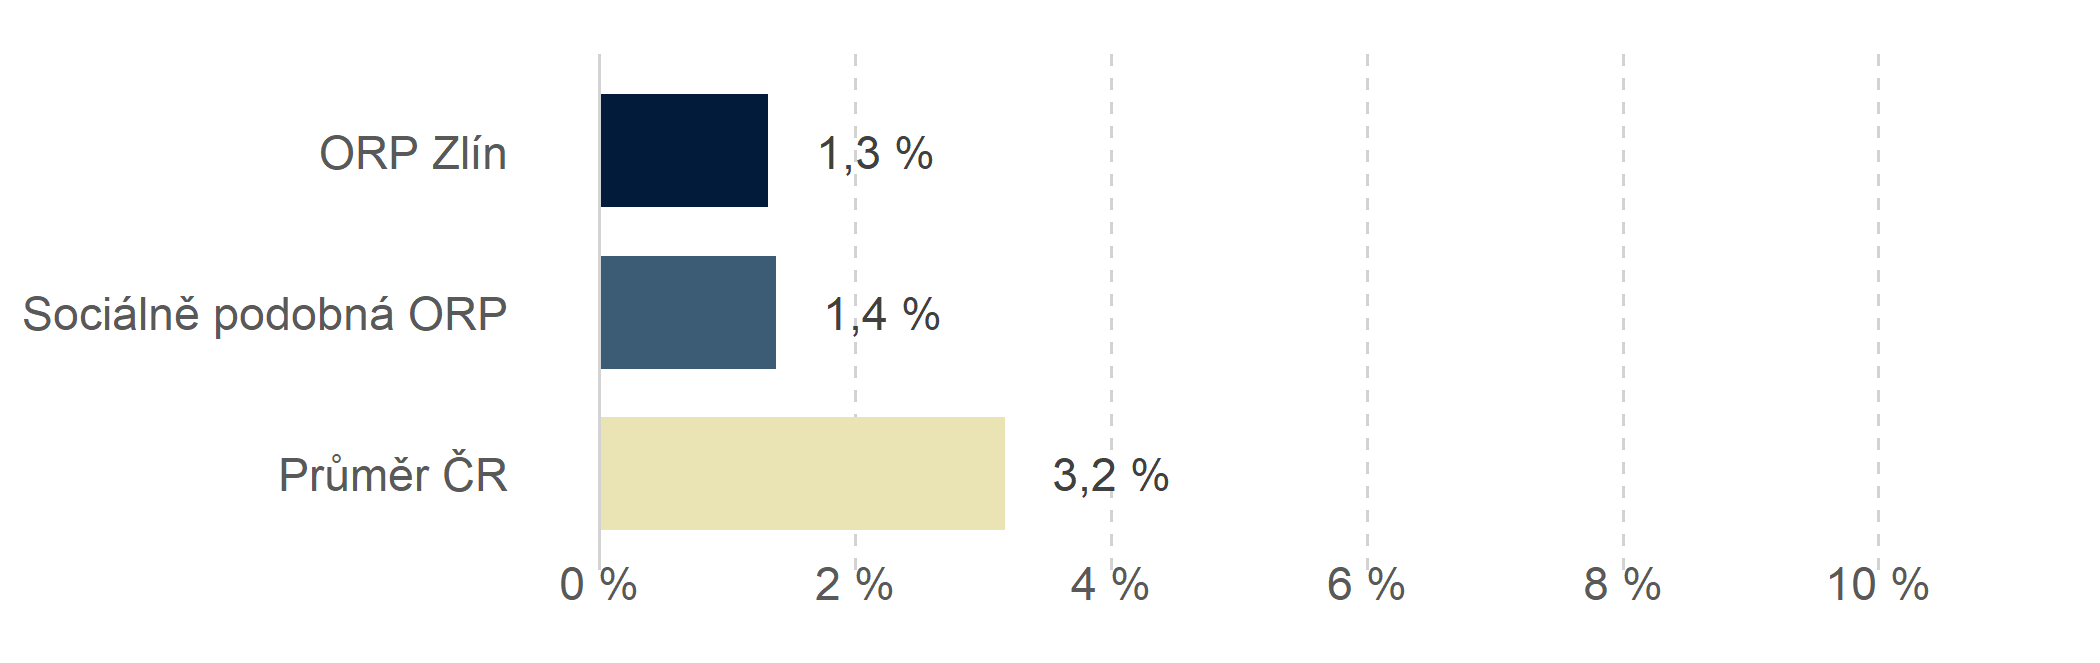 ORP Zlín
1,3 %
Sociálně podobná ORP
1,4 %
Průměr ČR
3,2 %
0 % 2 % 4 % 6 % 8 % 10 %